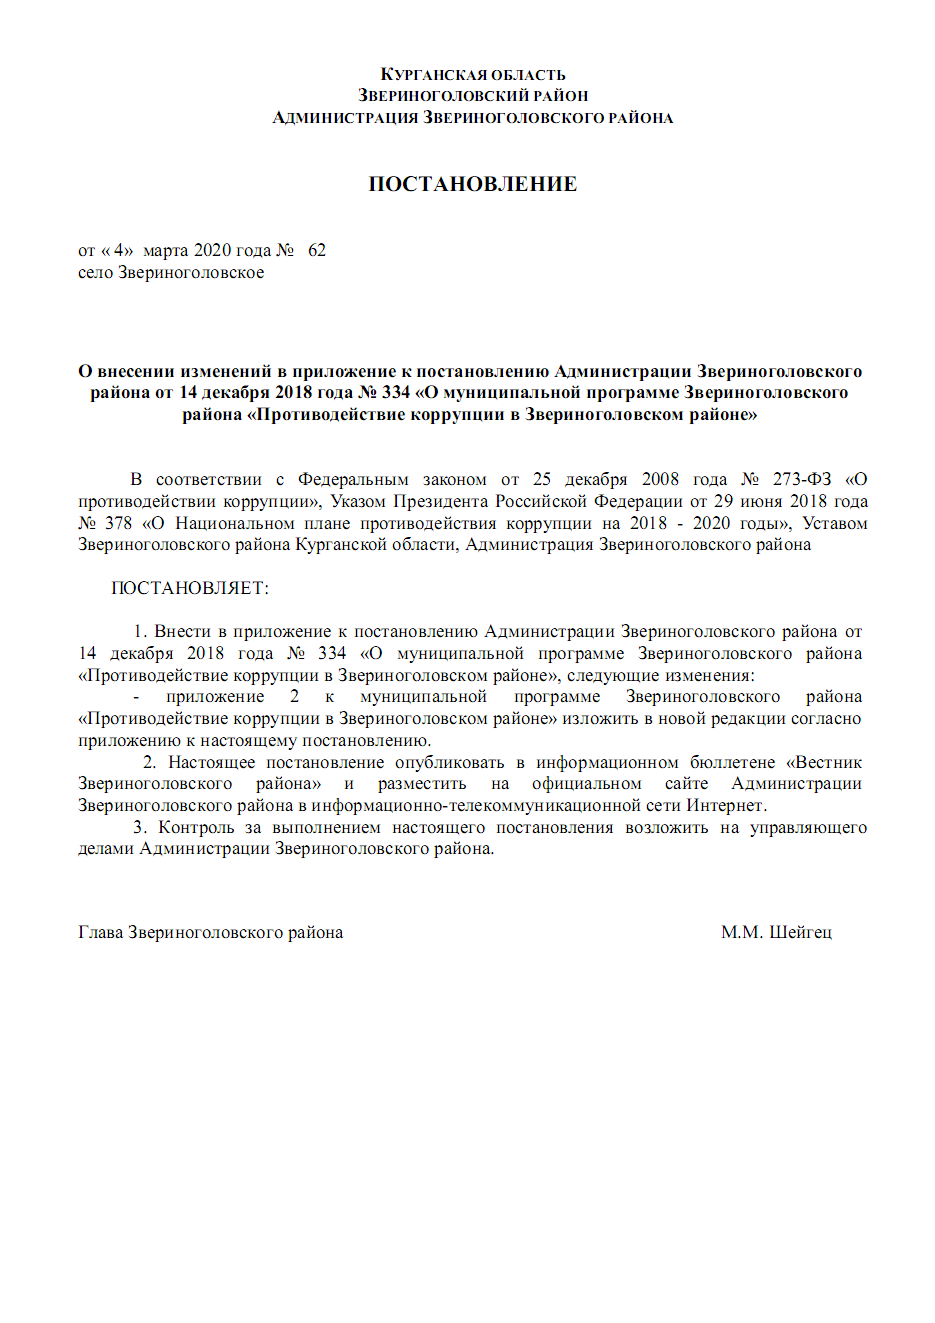 КУРГАНСКАЯ ОБЛАСТЬ
ЗВЕРИНОГОЛОВСКИЙ РАЙОН
АДМИНИСТРАЦИЯ ЗВЕРИНОГОЛОВСКОГО РАЙОНА
ПОСТАНОВЛЕНИЕ
от « 4» марта 2020 года № 62
село Звериноголовское
О внесении изменений в приложение к постановлению Администрации Звериноголовского
района от 14 декабря 2018 года № 334 «О муниципальной программе Звериноголовского
района «Противодействие коррупции в Звериноголовском районе»
В соответствии с Федеральным законом от 25 декабря 2008 года № 273-ФЗ «О
противодействии коррупции», Указом Президента Российской Федерации от 29 июня 2018 года
№ 378 «О Национальном плане противодействия коррупции на 2018 - 2020 годы», Уставом
Звериноголовского района Курганской области, Администрация Звериноголовского района
ПОСТАНОВЛЯЕТ:
1. Внести в приложение к постановлению Администрации Звериноголовского района от
14 декабря 2018 года № 334 «О муниципальной программе Звериноголовского района
«Противодействие коррупции в Звериноголовском районе», следующие изменения:
- приложение 2 к муниципальной программе Звериноголовского района
«Противодействие коррупции в Звериноголовском районе» изложить в новой редакции согласно
приложению к настоящему постановлению.
2. Настоящее постановление опубликовать в информационном бюллетене «Вестник
Звериноголовского района» и разместить на официальном сайте Администрации
Звериноголовского района в информационно-телекоммуникационной сети Интернет.
3. Контроль за выполнением настоящего постановления возложить на управляющего
делами Администрации Звериноголовского района.
Глава Звериноголовского района М.М. Шейгец